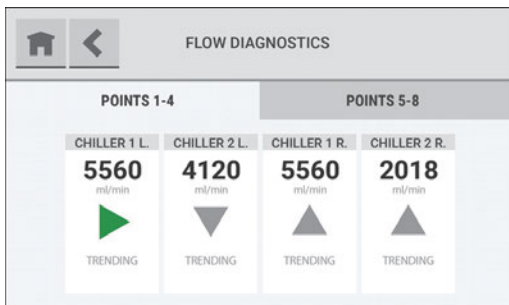 FLOW DIAGNOSTICS
POINTS 1-4 POINTS 5-8
CHILLER 1 L. CHILLER 2 L. CHILLER 1 R. CHILLER 2 R.
5560 4120 5560 2018
ml/min ml/min ml/min ml/min
TRENDING TRENDING TRENDING TRENDING